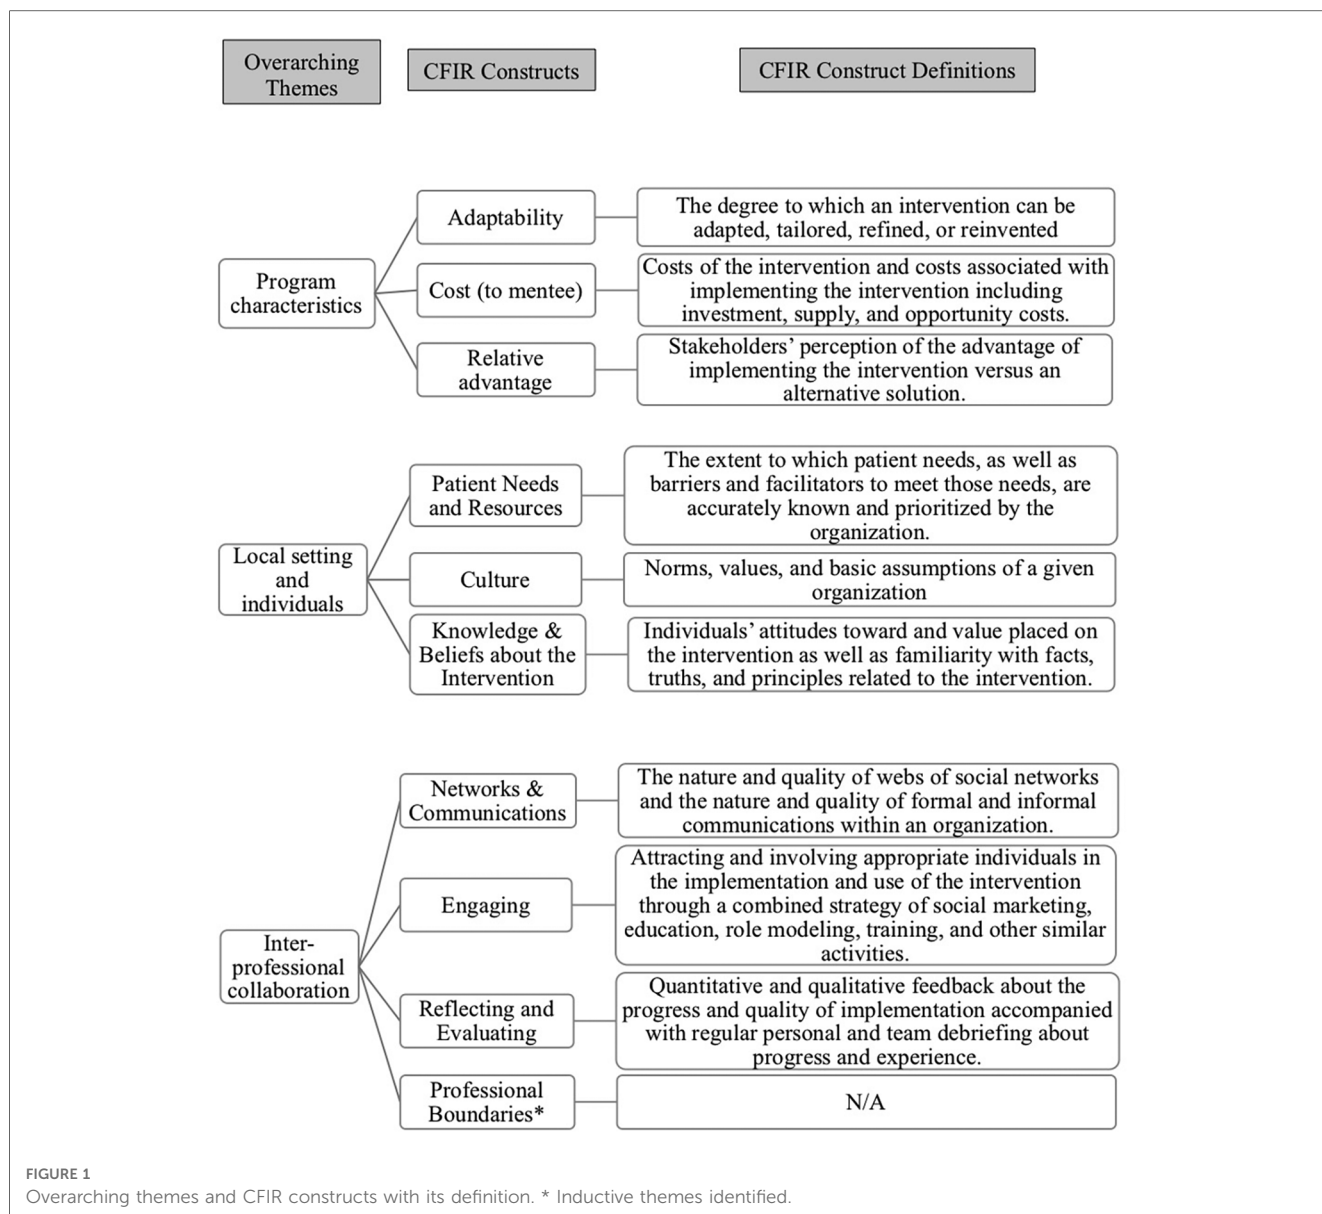 Overarching
Themes
CFIR Constructs
CFIR Construct Definitions
Program
characteristics
Adaptability
The degree to which an intervention can be
adapted, tailored, refined, or reinvented
Cost (to mentee)
Costs of the intervention and costs associated with
implementing the intervention including
investment, supply, and opportunity costs.
Relative
advantage
Stakeholders’ perception of the advantage of
implementing the intervention versus an
alternative solution.
Local setting
and
individuals
Patient Needs
and Resources
The extent to which patient needs, as well as
barriers and facilitators to meet those needs, are
accurately known and prioritized by the
organization.
Culture
Norms, values, and basic assumptions of a given
organization
Knowledge &
Beliefs about the
Intervention
Individuals’ attitudes toward and value placed on
the intervention as well as familiarity with facts,
truths, and principles related to the intervention.
Inter-
professional
collaboration
Networks &
Communications
The nature and quality of webs of social networks
and the nature and quality of formal and informal
communications within an organization.
Engaging
Attracting and involving appropriate individuals in
the implementation and use of the intervention
through a combined strategy of social marketing,
education, role modeling, training, and other similar
activities.
Reflecting and
Evaluating
Quantitative and qualitative feedback about the
progress and quality of implementation accompanied
with regular personal and team debriefing about
progress and experience.
Professional
Boundaries*
N/A
FIGURE 1
Overarching themes and CFIR constructs with its definition. * Inductive themes identified.